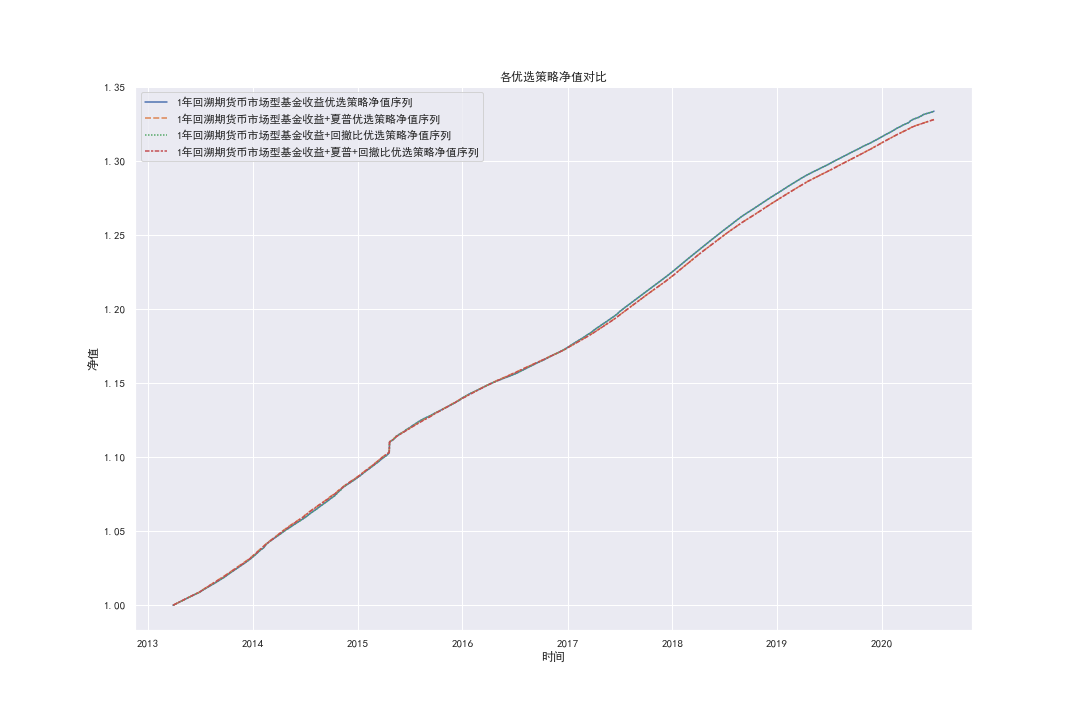 各优选策略净值对比
1年回溯期货币市场型基金收益优选策略净值序列
1年回溯期货币市场型基金收益+夏普优选策略净值序列
1年回溯期货币市场型基金收益+回撤比优选策略净值序列
1年回溯期货币市场型基金收益+夏普+回撤比优选策略净值序列
1.35
1.30
1.25
1.20
1.15
1.10
1.05
1.00
净值
2013 2014 2015 2016 2017 2018 2019 2020
时间